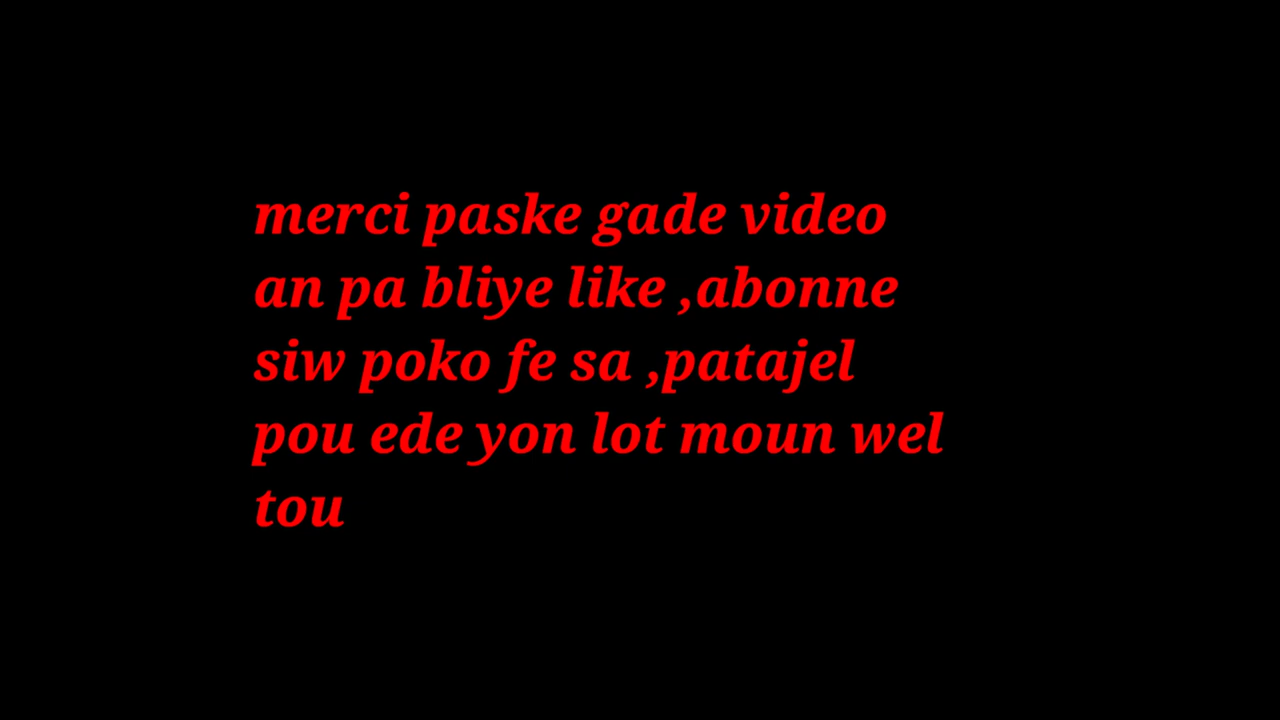 merci paske gade video
an pa bliye like ,abonne
siw poko fe sa ,patajel
pou ede yon lot moun wel
tou